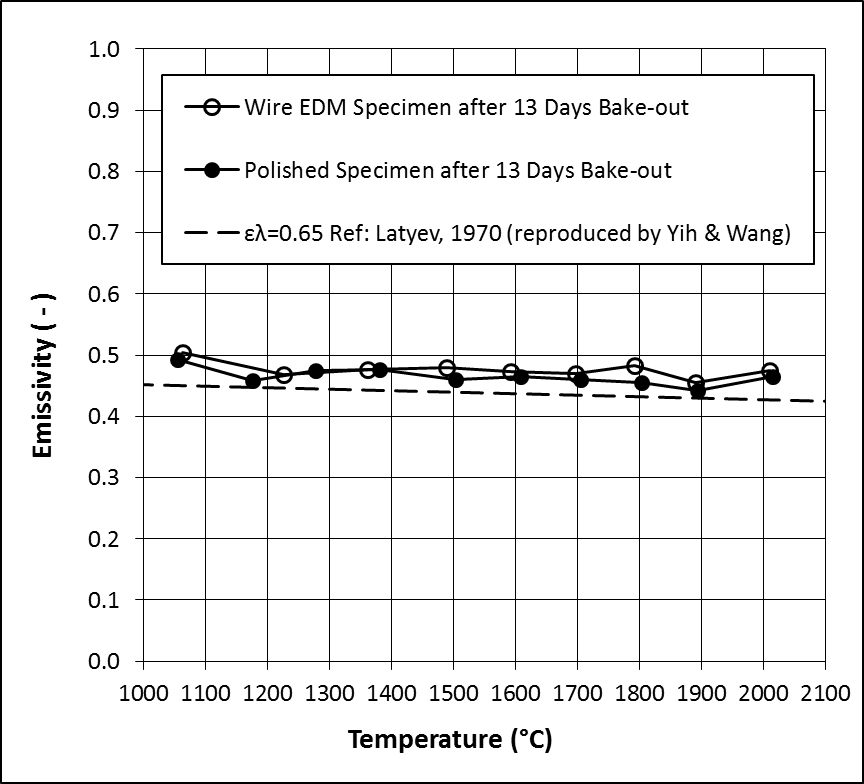 1.0
0.9
Wire EDM Specimen after 13 Days Bake-out
0.8
Polished Specimen after 13 Days Bake-out
0.7
ελ=0.65 Ref: Latyev, 1970 (reproduced by Yih & Wang)
0.6
0.5
0.4
0.3
0.2
0.1
0.0
Emissivity ( - )
1000 1100 1200 1300 1400 1500 1600 1700 1800 1900 2000 2100
Temperature (°C)